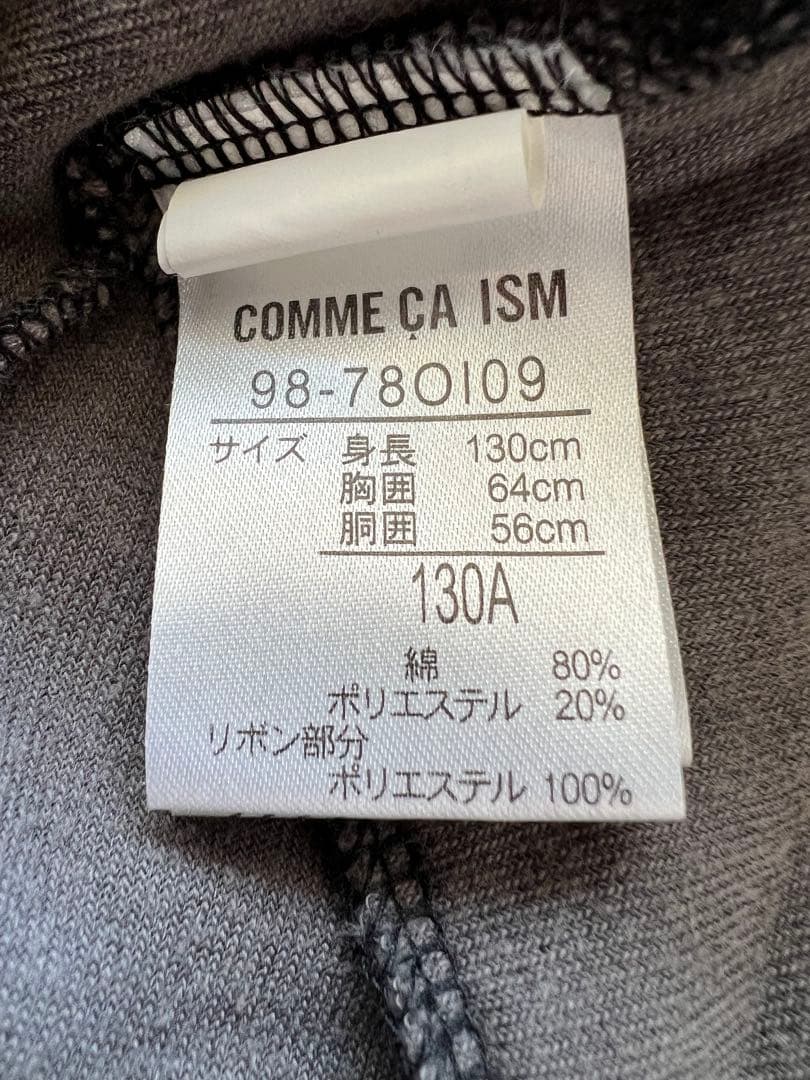 COMME ÇA ISM
98-78OI09
サイズ 身長 130cm
胸囲 64cm
胴囲 56cm
130A
綿 80%
ポリエステル 20%
リボン部分
ポリエステル 100%